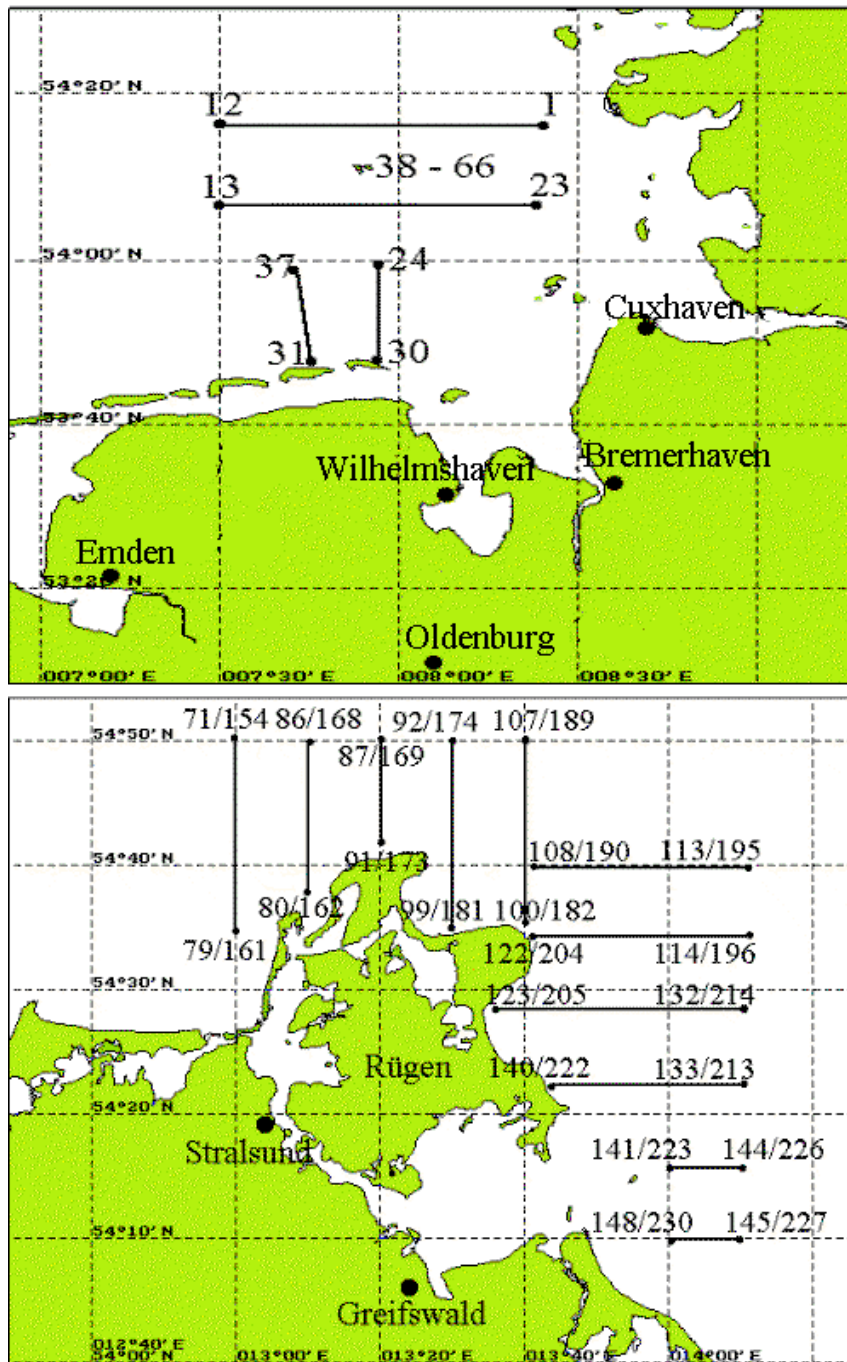 54°20' N
12 1
38 - 66
13 23
54°00' N
37 24
Cuxhaven
31 30
53°40' N
Wilhelmshaven Bremerhaven
Emden
53°20' N
Oldenburg
007°00' E 007°30' E 008°00' E 008°30' E
71/154 86/168 92/174 107/189
54°50' N
87/169
54°40' N
91/173 108/190 113/195
80/162 99/181 100/182
79/161 122/204 114/196
54°30' N
123/205 132/214
Rügen 140/222 133/213
54°20' N
Stralsund 141/223 144/226
54°10' N
148/230 145/227
Greifswald
012°40' E
54°00' N 013°00' E 013°20' E 013°40' E 014°00' E